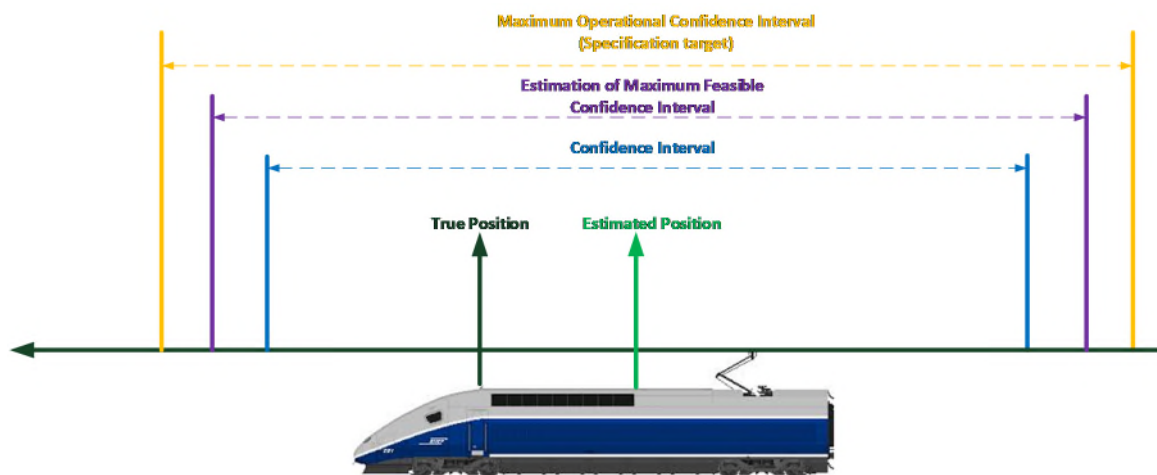 Maximum Operational Confidence Interval
(Specification target)
Estimation of Maximum Feasible
Confidence Interval
Confidence Interval
True Position
Estimated Position